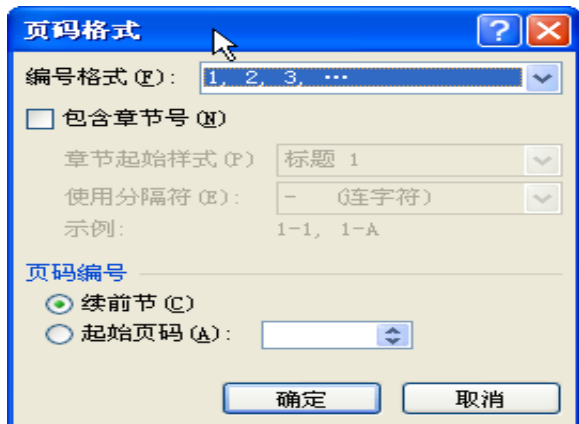 页码格式
编号格式(F): 1, 2, 3, …
包含章节号(N)
章节起始样式(P) 标题 1
使用分隔符(E): - (连字符)
示例: 1-1, 1-A
页码编号
续前节(C)
起始页码(A):
确定 取消